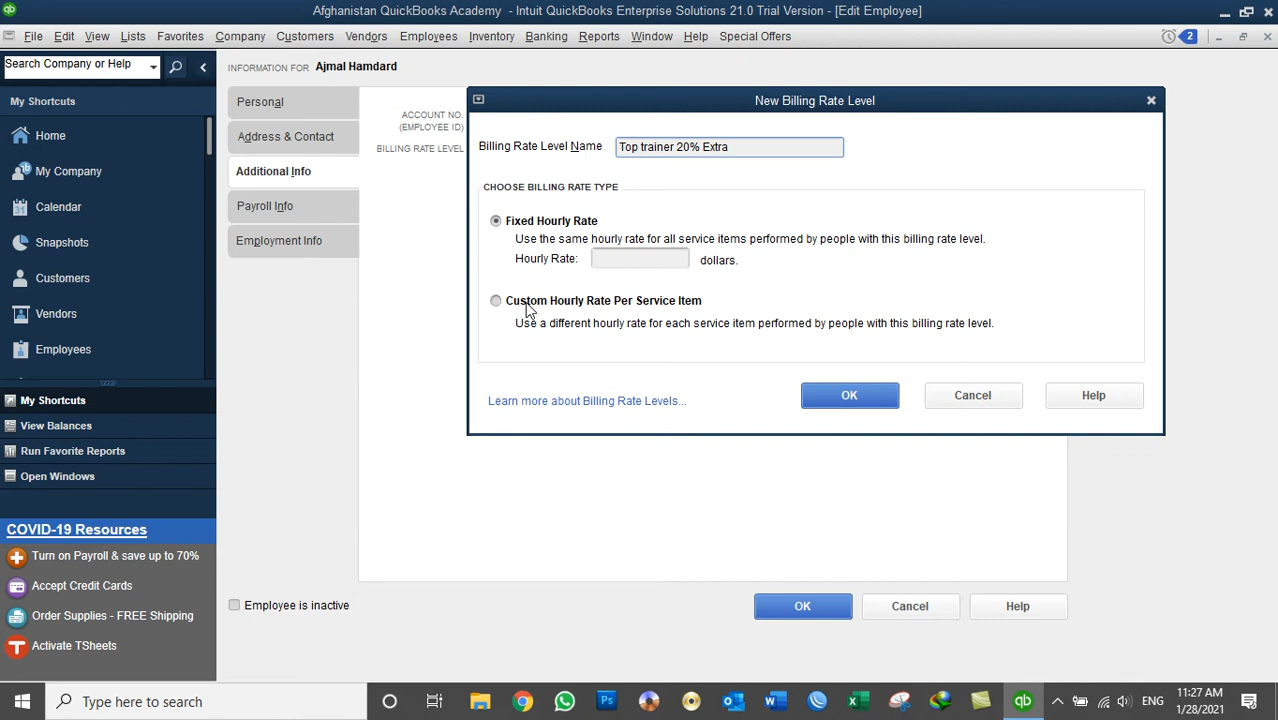 Afghanistan QuickBooks Academy - Intuit QuickBooks Enterprise Solutions 21.0 Trial Version - [Edit Employee]
File Edit View Lists Favorites Company Customers Vendors Employees Inventory Banking Reports Window Help Special Offers
2
Search Company or Help
INFORMATION FOR Ajmal Hamdard
My Shortcuts
Home
My Company
Calendar
Snapshots
Customers
Vendors
Employees
My Shortcuts
View Balances
Run Favorite Reports
Open Windows
COVID-19 Resources
Turn on Payroll & save up to 70%
Accept Credit Cards
Order Supplies - FREE Shipping
Activate TSheets
Personal
Address & Contact
Additional Info
Payroll Info
Employment Info
ACCOUNT NO.
(EMPLOYEE ID)
BILLING RATE LEVEL
New Billing Rate Level
Billing Rate Level Name Top trainer 20% Extra
CHOOSE BILLING RATE TYPE
Fixed Hourly Rate
Use the same hourly rate for all service items performed by people with this billing rate level.
Hourly Rate: dollars.
Custom Hourly Rate Per Service Item
Use a different hourly rate for each service item performed by people with this billing rate level.
Learn more about Billing Rate Levels...
OK Cancel Help
Employee is inactive
OK Cancel Help
Type here to search
ENG
11:27 AM
1/28/2021